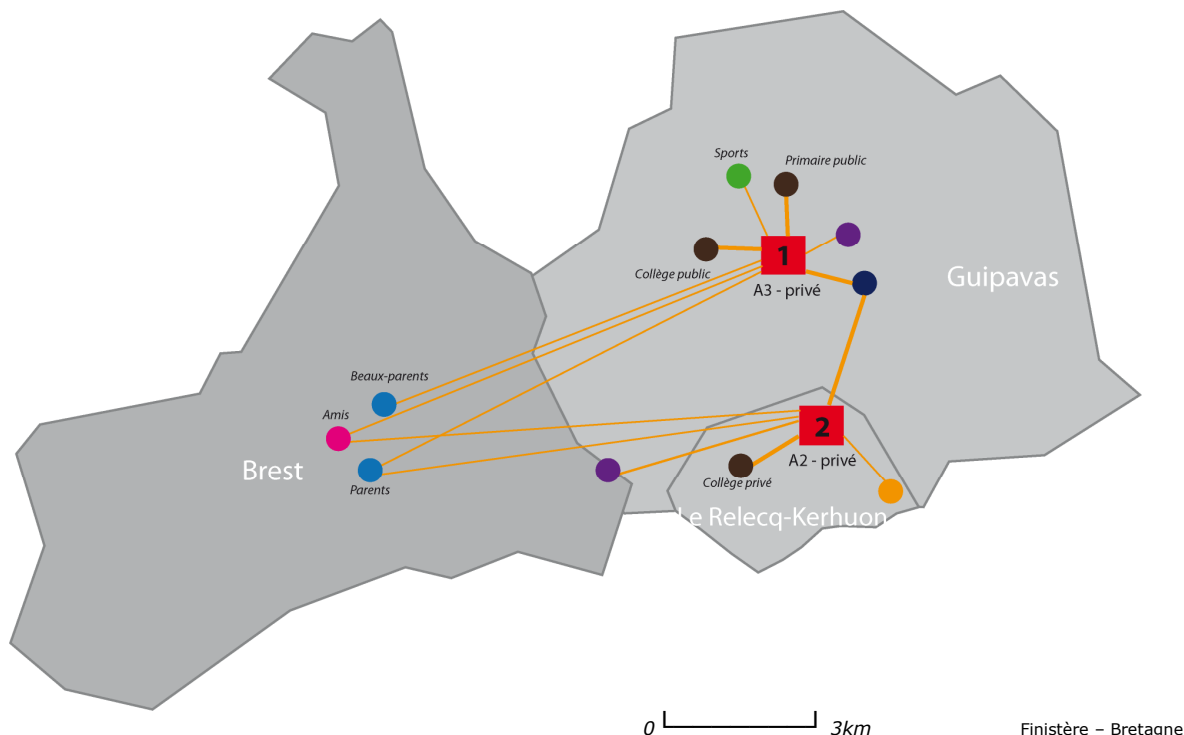 Sports
Primaire public
1
Collège public
A3 - privé
Guipavas
Beaux-parents
Amis
2
Brest
A2 - privé
Parents
Collège privé
Le Relecq-Kerhuon
0 3km
Finistère – Bretagne